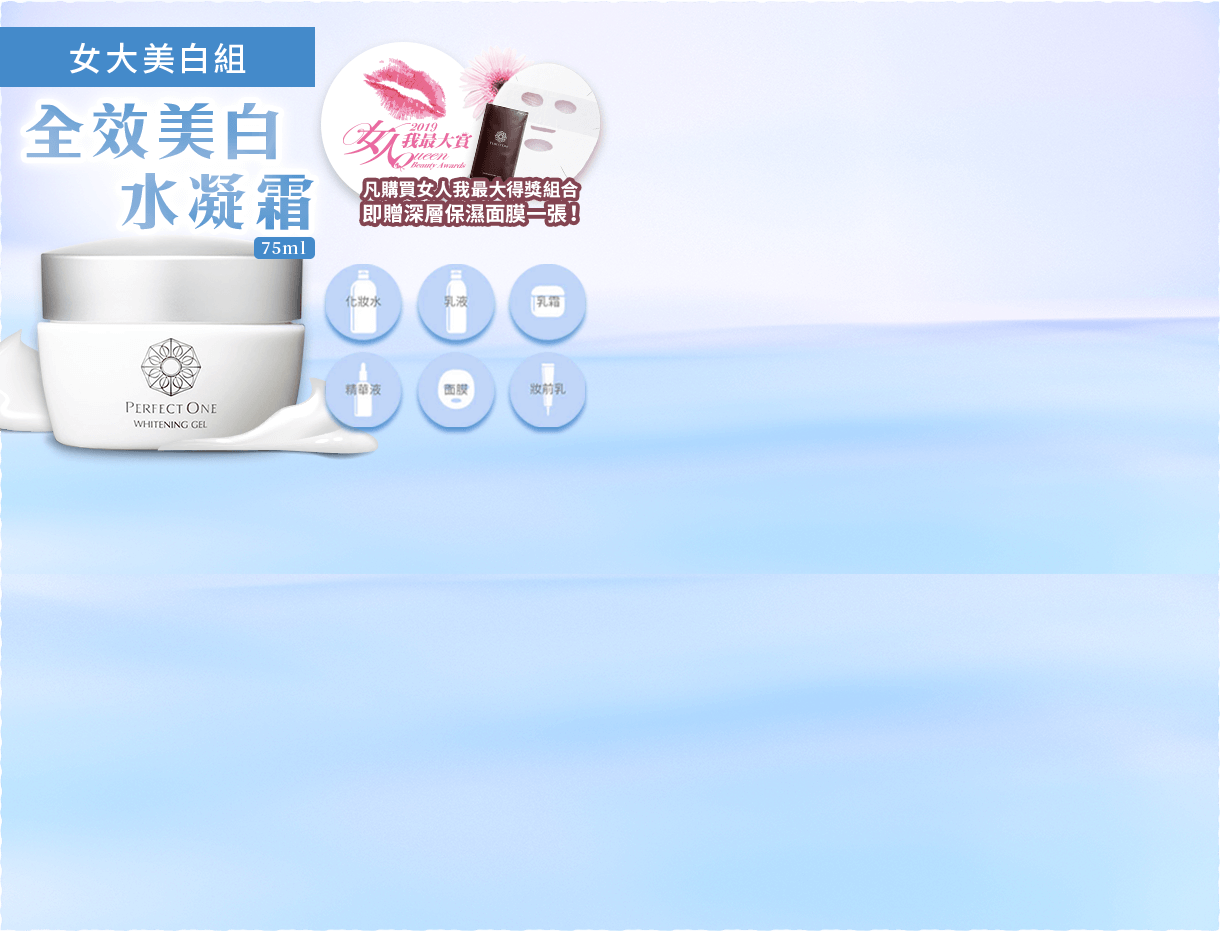 女大美白組
全效美白
水凝霜
75ml
PERFECT ONE
WHITENING GEL
2019
女人我最大賞
Queen
Beauty Awards
凡購買女人我最大得獎組合
即贈深層保濕面膜一張！
化妝水
乳液
乳霜
精華液
面膜
妝前乳